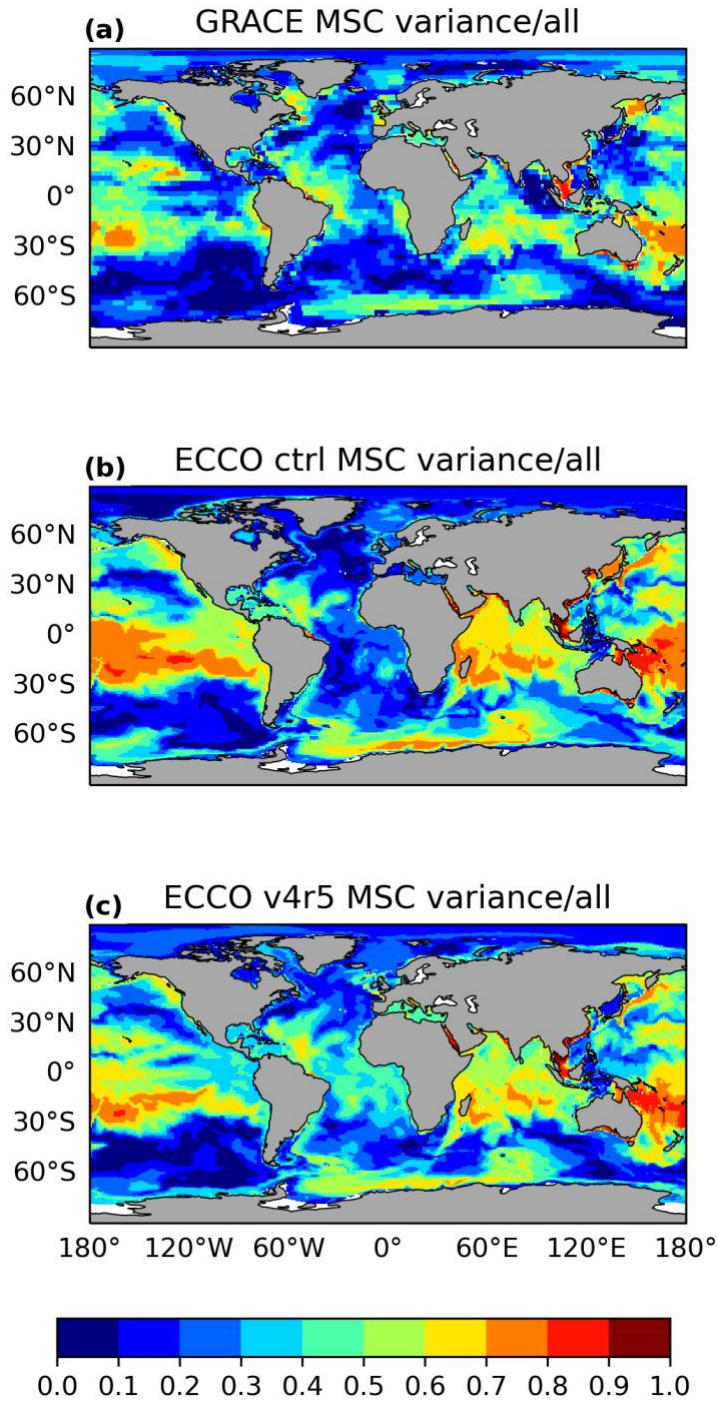 (a) GRACE MSC variance/all
60°N
30°N
0°
30°S
60°S
(b) ECCO ctrl MSC variance/all
60°N
30°N
0°
30°S
60°S
(c) ECCO v4r5 MSC variance/all
60°N
30°N
0°
30°S
60°S
180° 120°W 60°W 0° 60°E 120°E 180°
0.0 0.1 0.2 0.3 0.4 0.5 0.6 0.7 0.8 0.9 1.0